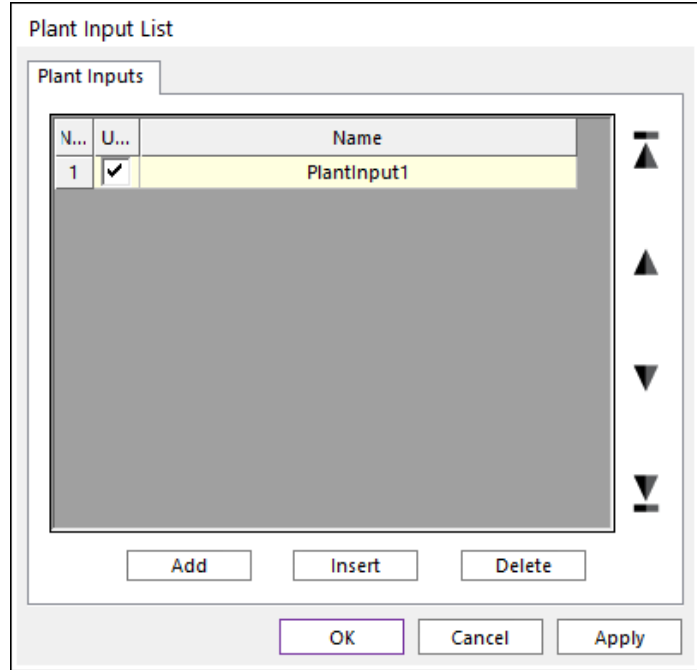 Plant Input List
Plant Inputs
N... U... Name
1 PlantInput1
Add Insert Delete
OK Cancel Apply